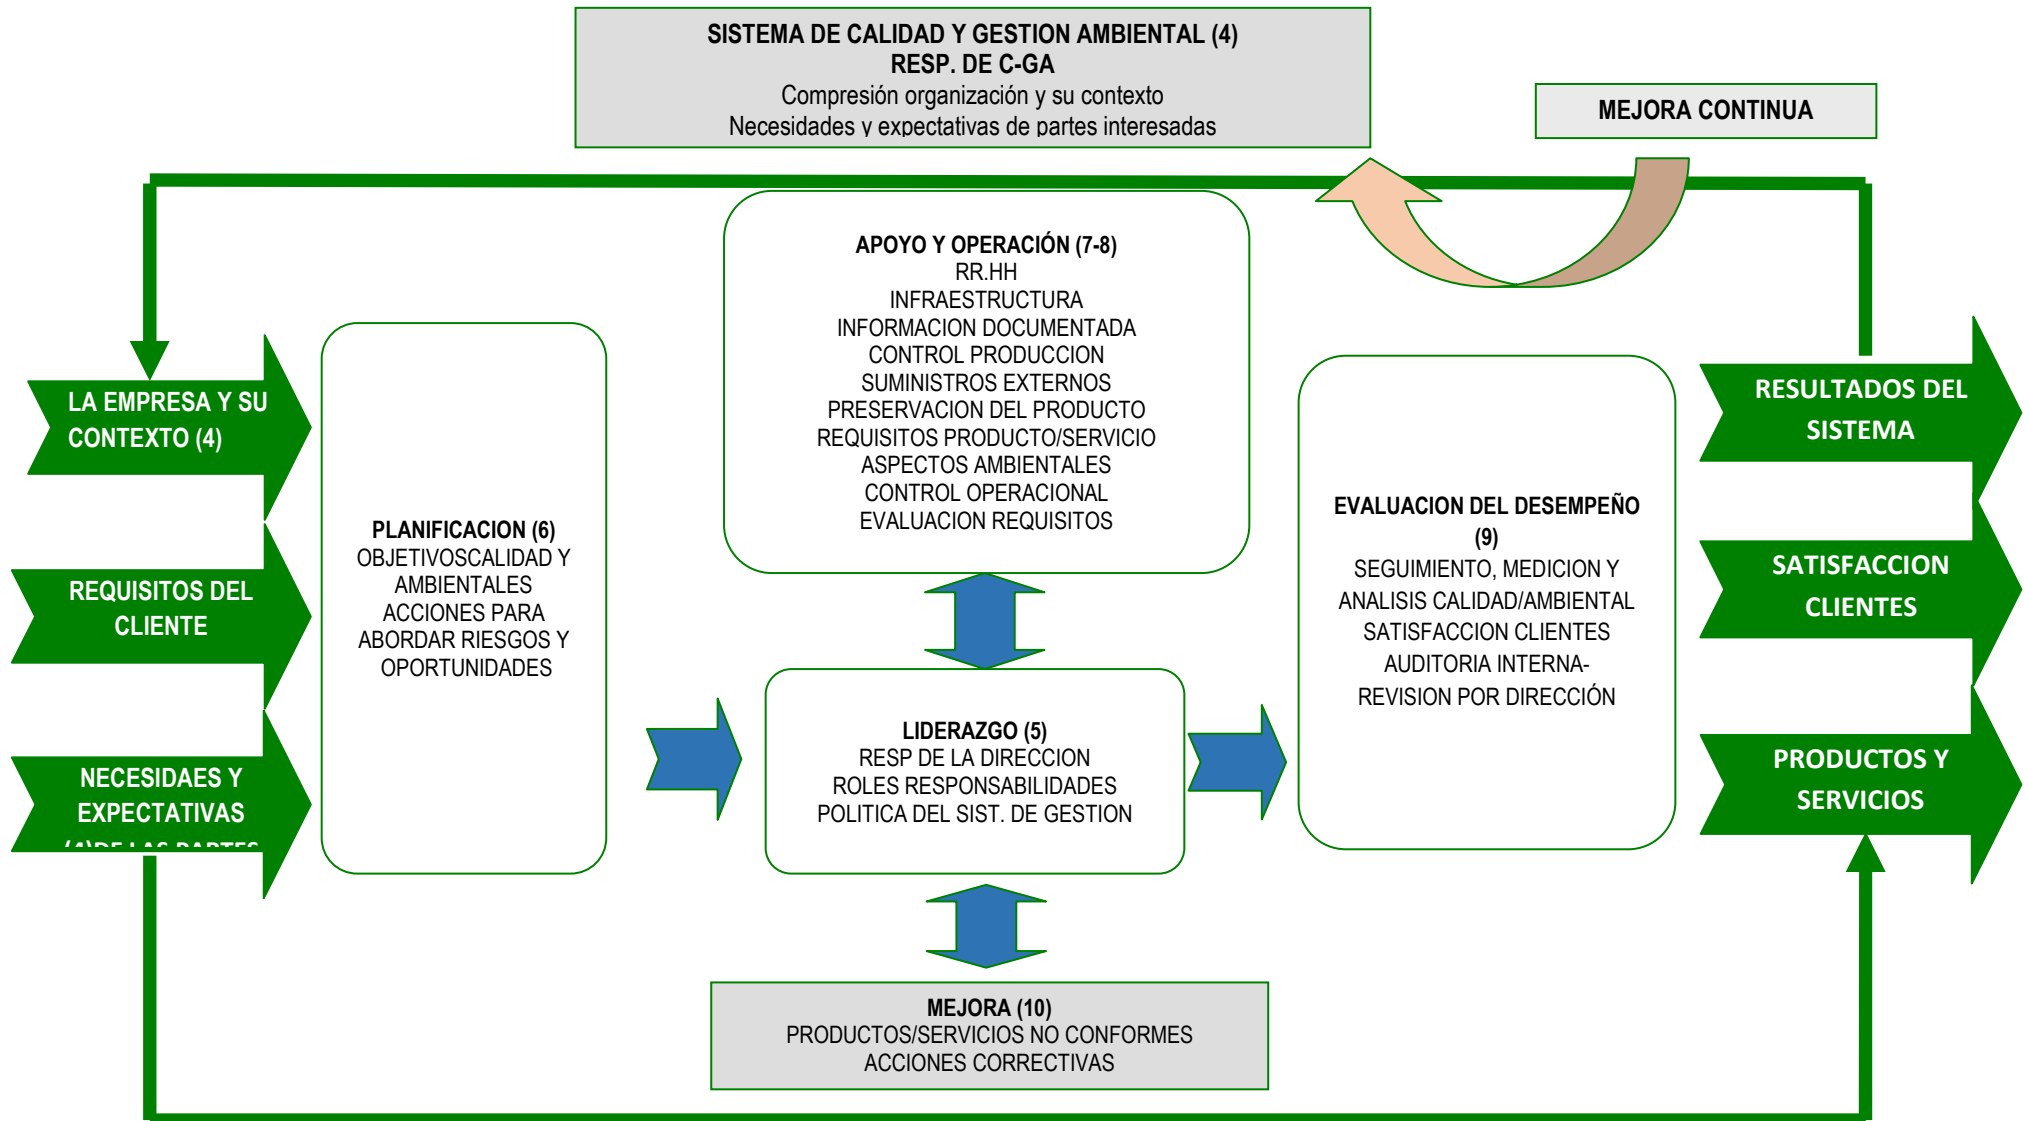 SISTEMA DE CALIDAD Y GESTION AMBIENTAL (4)
RESP. DE C-GA
Compresión organización y su contexto
Necesidades y expectativas de partes interesadas
MEJORA CONTINUA
APOYO Y OPERACIÓN (7-8)
RR.HH
INFRAESTRUCTURA
INFORMACION DOCUMENTADA
CONTROL PRODUCCION
SUMINISTROS EXTERNOS
PRESERVACION DEL PRODUCTO
REQUISITOS PRODUCTO/SERVICIO
ASPECTOS AMBIENTALES
CONTROL OPERACIONAL
EVALUACION REQUISITOS
LA EMPRESA Y SU
CONTEXTO (4)
REQUISITOS DEL
CLIENTE
NECESIDAES Y
EXPECTATIVAS
(4)DE LAS PARTES
PLANIFICACION (6)
OBJETIVOSCALIDAD Y
AMBIENTALES
ACCIONES PARA
ABORDAR RIESGOS Y
OPORTUNIDADES
LIDERAZGO (5)
RESP DE LA DIRECCION
ROLES RESPONSABILIDADES
POLITICA DEL SIST. DE GESTION
MEJORA (10)
PRODUCTOS/SERVICIOS NO CONFORMES
ACCIONES CORRECTIVAS
EVALUACION DEL DESEMPEÑO
(9)
SEGUIMIENTO, MEDICION Y
ANALISIS CALIDAD/AMBIENTAL
SATISFACCION CLIENTES
AUDITORIA INTERNA-
REVISION POR DIRECCIÓN
RESULTADOS DEL
SISTEMA
SATISFACCION
CLIENTES
PRODUCTOS Y
SERVICIOS